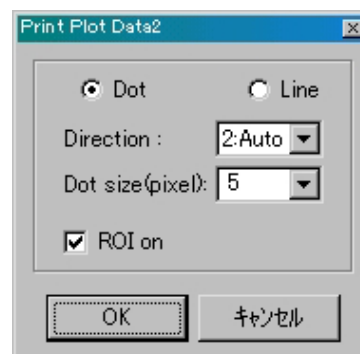 Print Plot Data2
Dot Line
Direction : 2:Auto
Dot size(pixel): 5
ROI on
OK ｷｬﾝｾﾙ